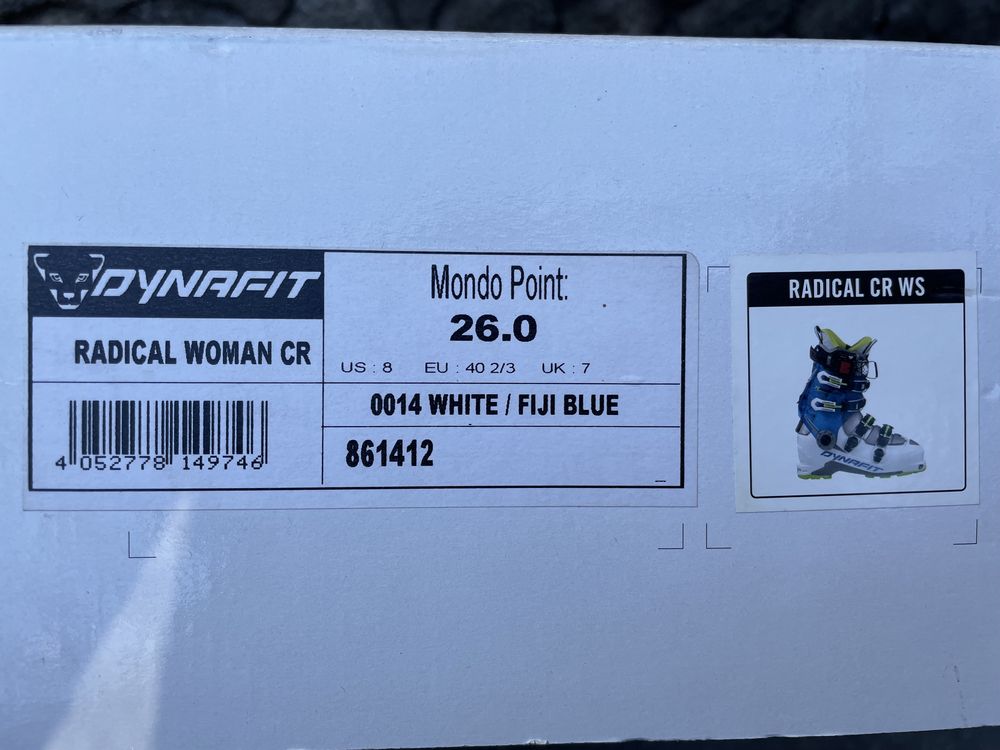 DYNAFIT
RADICAL WOMAN CR
4 052778 149746
Mondo Point:
26.0
US : 8 EU : 40 2/3 UK : 7
0014 WHITE / FIJI BLUE
861412
RADICAL CR WS
DYNAFIT